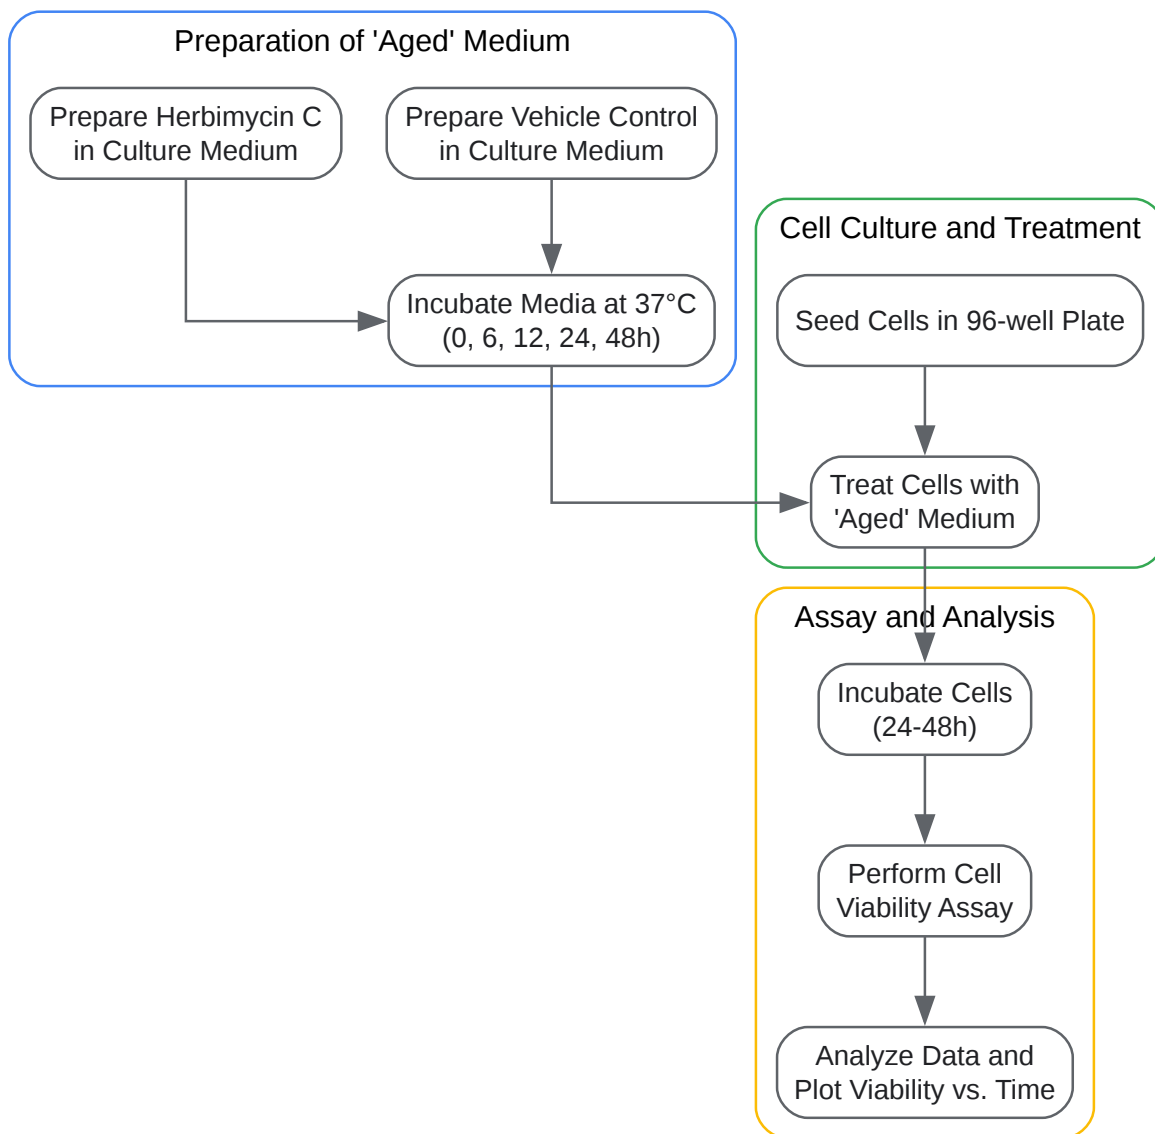 Preparation of 'Aged' Medium
Prepare Herbimycin C
in Culture Medium
Prepare Vehicle Control
in Culture Medium
Incubate Media at 37°C
(0, 6, 12, 24, 48h)
Cell Culture and Treatment
Seed Cells in 96-well Plate
Treat Cells with
'Aged' Medium
Assay and Analysis
Incubate Cells
(24-48h)
Perform Cell
Viability Assay
Analyze Data and
Plot Viability vs. Time